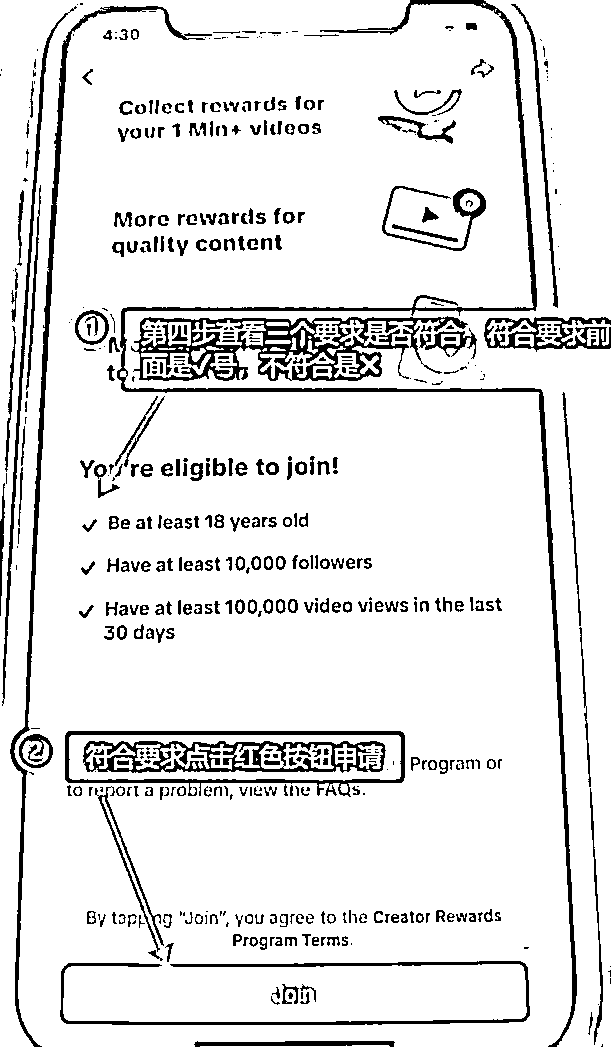 4:30
Collect rewards for
your 1 Min+ videos
More rewards for
quality content
① 第四步查看三个要求是否符合，符合要求前
面是√号，不符合是×
You're eligible to join!
✓ Be at least 18 years old
✓ Have at least 10,000 followers
✓ Have at least 100,000 video views in the last
30 days
② 符合要求点击红色按钮申请
Program or
to report a problem, view the FAQs.
By tapping "Join", you agree to the Creator Rewards
Program Terms.
Join